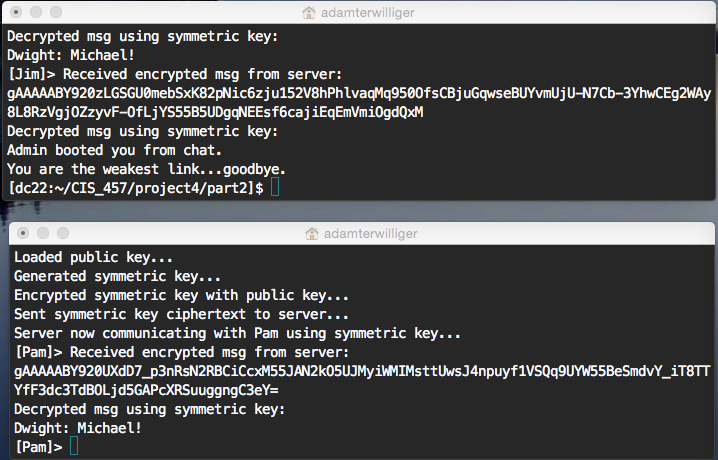 adamterwilliger
Decrypted msg using symmetric key:
Dwight: Michael!
[Jim]> Received encrypted msg from server:
gAAAAABY920zLGSGU0mebSxK82pNic6zju152V8hPhlvaqMq950OfsCBjuGqwseBUYvmUjU-N7Cb-3YhwCEg2WAy
8L8RzVgjOZzyvF-OfLjYS55B5UDgqNEEsf6cajiEqEmVmiOgdQxM
Decrypted msg using symmetric key:
Admin booted you from chat.
You are the weakest link...goodbye.
[dc22:~/CIS_457/project4/part2]$
adamterwilliger
Loaded public key...
Generated symmetric key...
Encrypted symmetric key with public key...
Sent symmetric key ciphertext to server...
Server now communicating with Pam using symmetric key...
[Pam]> Received encrypted msg from server:
gAAAAABY920UXdD7_p3nRsN2RBCiCcxM55JAN2kO5UJMyiWMIMsttUwsJ4npuyf1VSQq9UYW55BeSmdvY_iT8TT
YfF3dc3TdBOLjd5GAPcXRSuuggngC3eY=
Decrypted msg using symmetric key:
Dwight: Michael!
[Pam]>